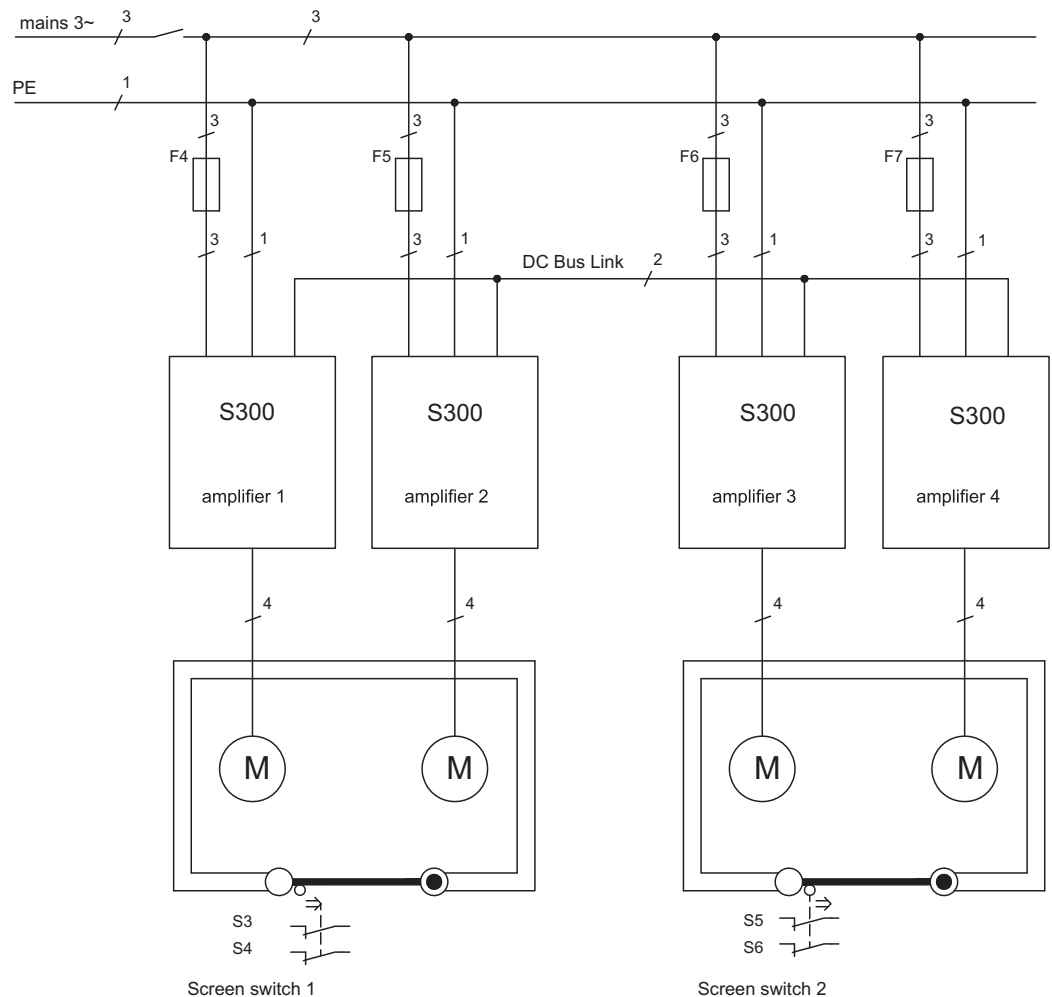 mains 3~
3
3
PE
1
3
3
3
3
F4
F5
F6
F7
3
1
3
1
3
1
3
1
DC Bus Link
2
S300
S300
S300
S300
amplifier 1
amplifier 2
amplifier 3
amplifier 4
4
4
4
4
M
M
M
M
S3
S4
S5
S6
Screen switch 1
Screen switch 2